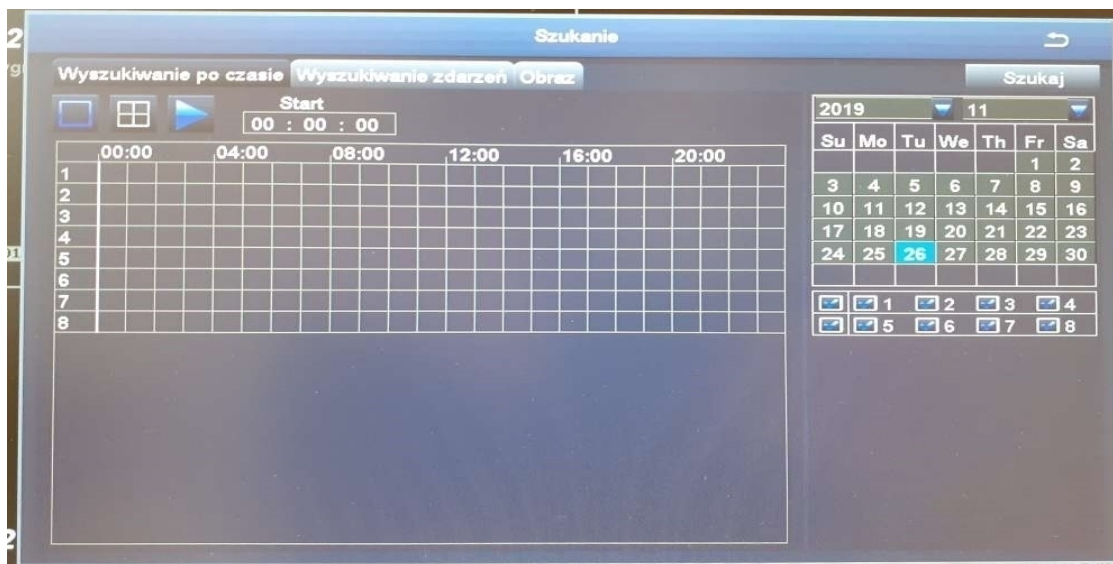 Szukanie
Wyszukiwanie po czasie Wyszukiwanie zdarzeń Obraz
Szukaj
Start
00 : 00 : 00
00:00 04:00 08:00 12:00 16:00 20:00
1
2
3
4
5
6
7
8
2019 11
Su Mo Tu We Th Fr Sa
1 2
3 4 5 6 7 8 9
10 11 12 13 14 15 16
17 18 19 20 21 22 23
24 25 26 27 28 29 30
1 2 3 4
5 6 7 8